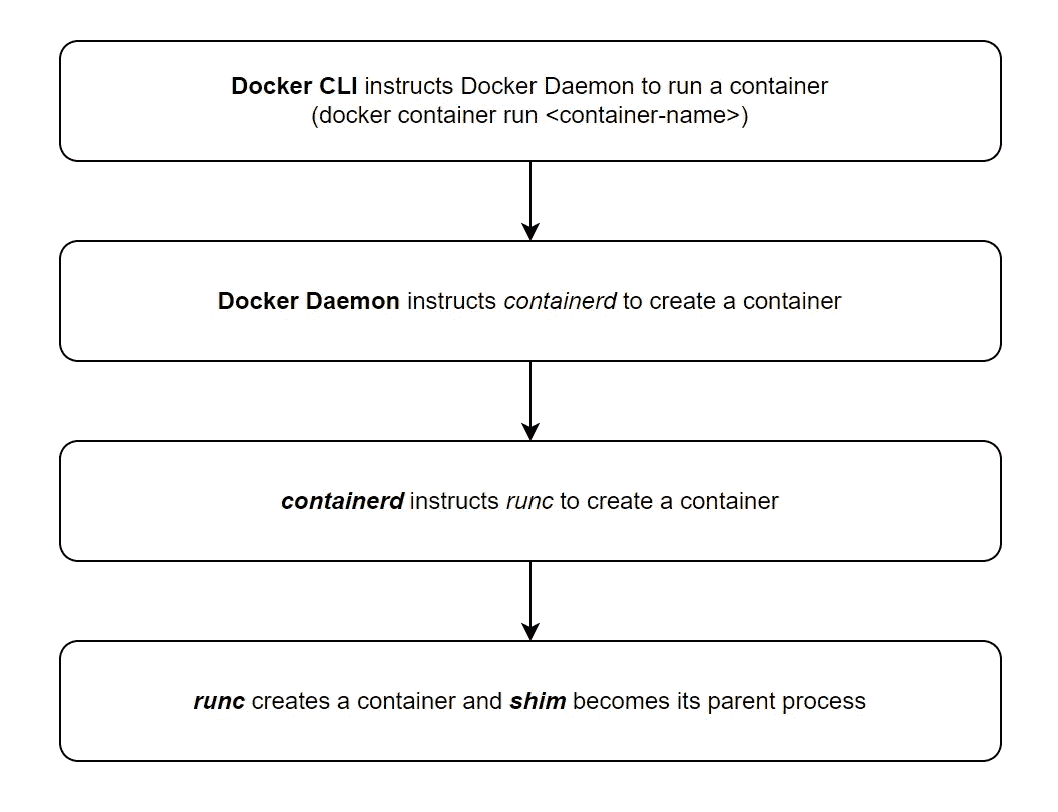 Docker CLI instructs Docker Daemon to run a container
(docker container run <container-name>)
Docker Daemon instructs containerd to create a container
containerd instructs runc to create a container
runc creates a container and shim becomes its parent process